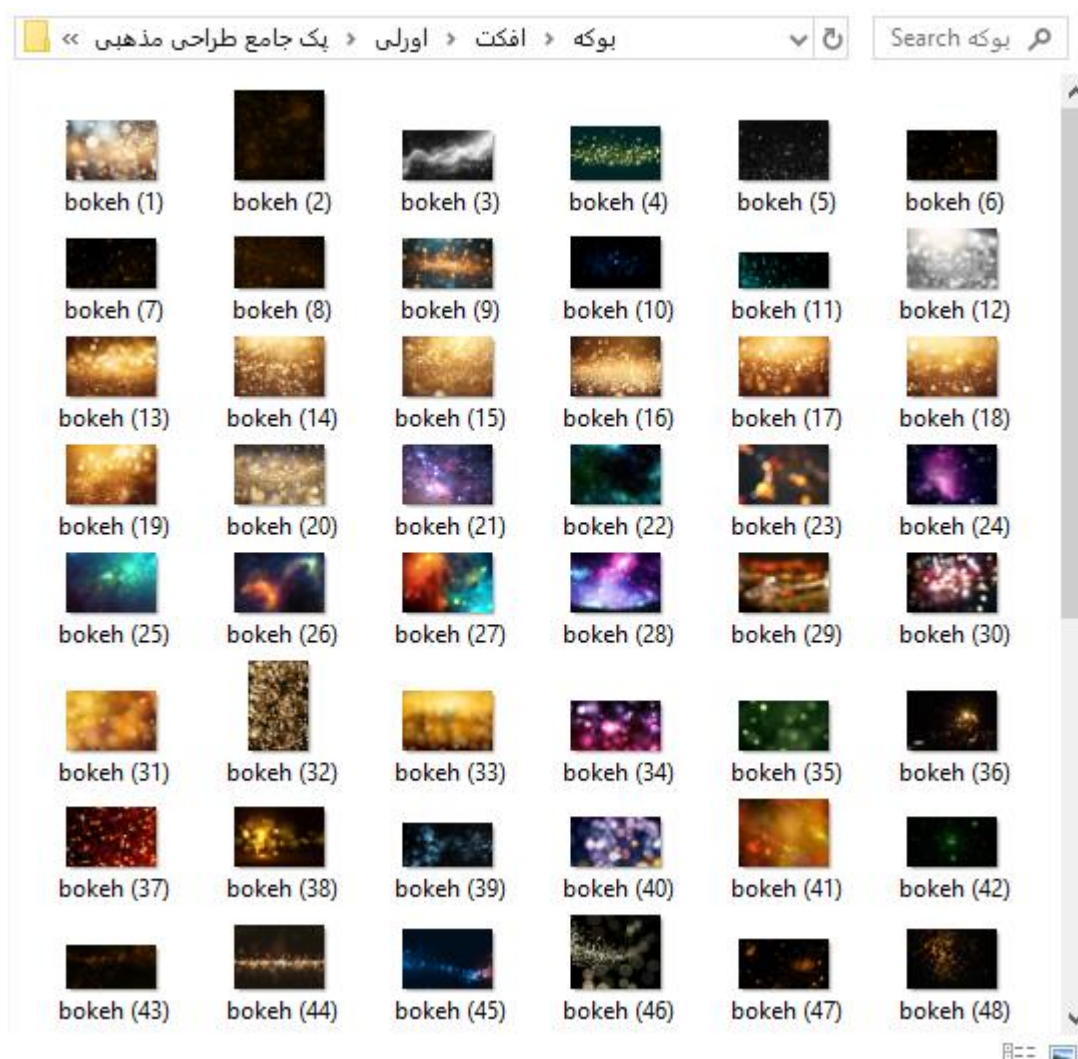 « پک جامع طراحی مذهبی › اورلی › افکت › بوکه
Search بوکه
bokeh (1) bokeh (2) bokeh (3) bokeh (4) bokeh (5) bokeh (6)
bokeh (7) bokeh (8) bokeh (9) bokeh (10) bokeh (11) bokeh (12)
bokeh (13) bokeh (14) bokeh (15) bokeh (16) bokeh (17) bokeh (18)
bokeh (19) bokeh (20) bokeh (21) bokeh (22) bokeh (23) bokeh (24)
bokeh (25) bokeh (26) bokeh (27) bokeh (28) bokeh (29) bokeh (30)
bokeh (31) bokeh (32) bokeh (33) bokeh (34) bokeh (35) bokeh (36)
bokeh (37) bokeh (38) bokeh (39) bokeh (40) bokeh (41) bokeh (42)
bokeh (43) bokeh (44) bokeh (45) bokeh (46) bokeh (47) bokeh (48)